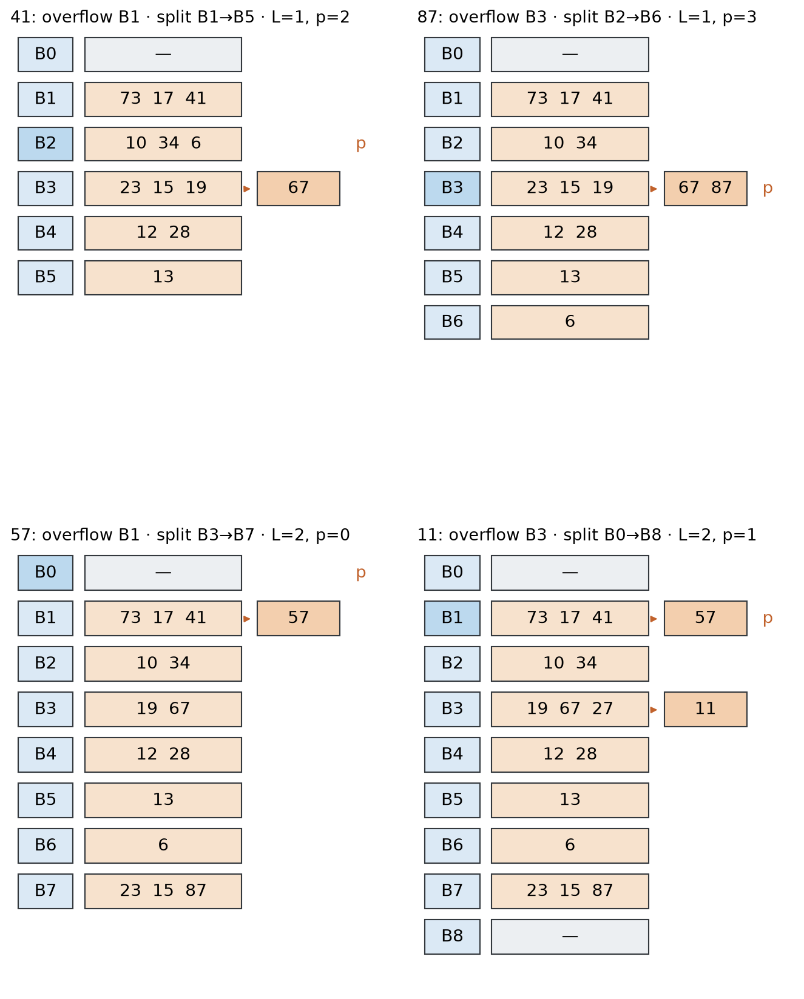 41: overflow B1 · split B1→B5 · L=1, p=2
B0 —
B1 73 17 41
B2 10 34 6 p
B3 23 15 19 67
B4 12 28
B5 13
87: overflow B3 · split B2→B6 · L=1, p=3
B0 —
B1 73 17 41
B2 10 34
B3 23 15 19 67 87 p
B4 12 28
B5 13
B6 6
57: overflow B1 · split B3→B7 · L=2, p=0
B0 — p
B1 73 17 41 57
B2 10 34
B3 19 67
B4 12 28
B5 13
B6 6
B7 23 15 87
11: overflow B3 · split B0→B8 · L=2, p=1
B0 —
B1 73 17 41 57 p
B2 10 34
B3 19 67 27 11
B4 12 28
B5 13
B6 6
B7 23 15 87
B8 —